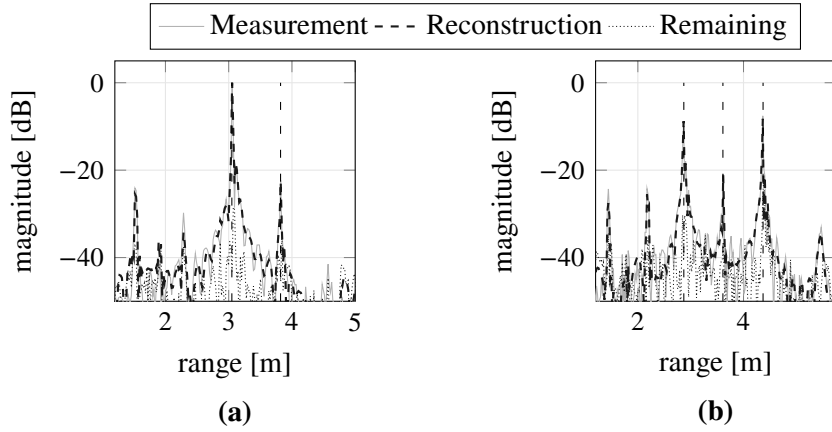 Measurement Reconstruction Remaining
0
−20
−40
magnitude [dB]
2 3 4 5
range [m]
(a)
0
−20
−40
magnitude [dB]
2 4
range [m]
(b)